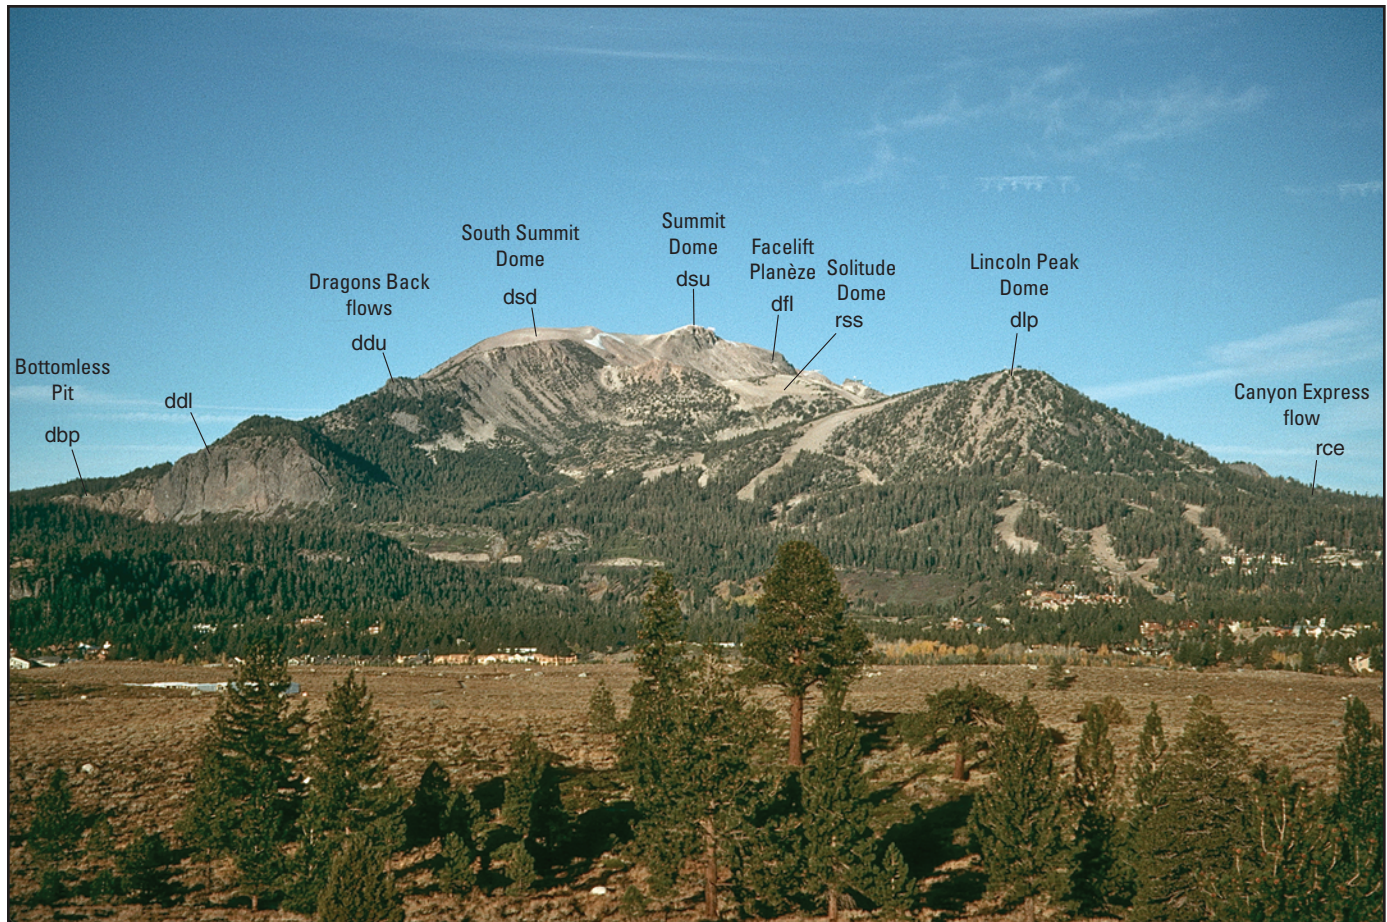 Bottomless
Pit
dbp
ddl
Dragons Back
flows
ddu
South Summit
Dome
dsd
Summit
Dome
dsu
Facelift
Planèze
dfl
Solitude
Dome
rss
Lincoln Peak
Dome
dlp
Canyon Express
flow
rce